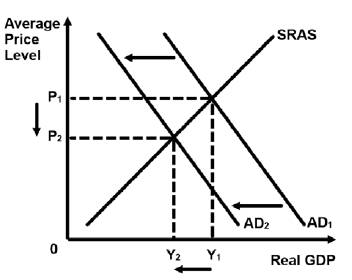 Average
Price
Level
SRAS
P₁
P₂
AD₂
AD₁
0
Y₂
Y₁
Real GDP